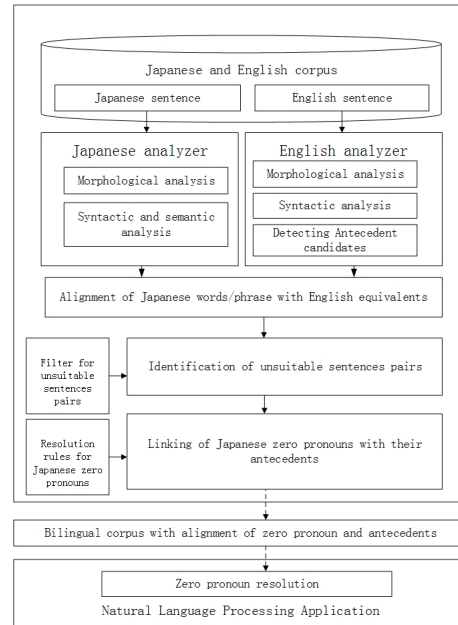 Japanese and English corpus
Japanese sentence
English sentence
Japanese analyzer
Morphological analysis
Syntactic and semantic
analysis
English analyzer
Morphological analysis
Syntactic analysis
Detecting Antecedent
candidates
Alignment of Japanese words/phrase with English equivalents
Filter for
unsuitable
sentences
pairs
Identification of unsuitable sentences pairs
Resolution
rules for
Japanese zero
pronouns
Linking of Japanese zero pronouns with their
antecedents
Bilingual corpus with alignment of zero pronoun and antecedents
Zero pronoun resolution
Natural Language Processing Application